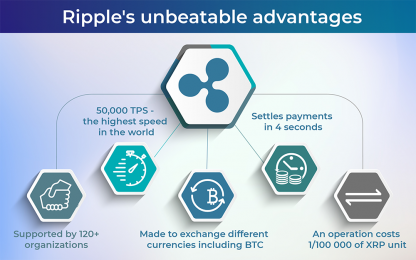 Ripple's unbeatable advantages
50,000 TPS -
the highest speed
in the world
Settles payments
in 4 seconds
Supported by 120+
organizations
Made to exchange different
currencies including BTC
An operation costs
1/100 000 of XRP unit